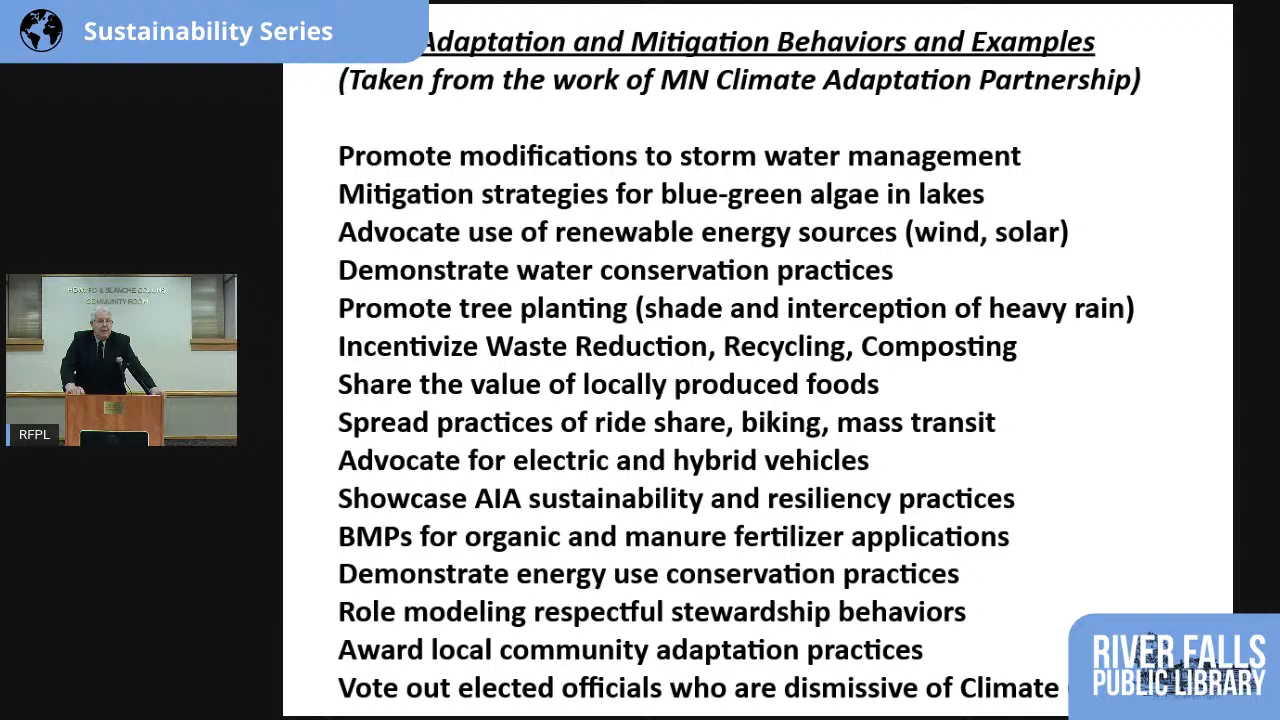 Sustainability Series
Adaptation and Mitigation Behaviors and Examples
(Taken from the work of MN Climate Adaptation Partnership)
Promote modifications to storm water management
Mitigation strategies for blue-green algae in lakes
Advocate use of renewable energy sources (wind, solar)
Demonstrate water conservation practices
Promote tree planting (shade and interception of heavy rain)
Incentivize Waste Reduction, Recycling, Composting
Share the value of locally produced foods
Spread practices of ride share, biking, mass transit
Advocate for electric and hybrid vehicles
Showcase AIA sustainability and resiliency practices
BMPs for organic and manure fertilizer applications
Demonstrate energy use conservation practices
Role modeling respectful stewardship behaviors
Award local community adaptation practices
Vote out elected officials who are dismissive of Climate
HOWARD & BLANCHE COLLINS
COMMUNITY ROOM
RFPL
RIVER FALLS
PUBLIC LIBRARY